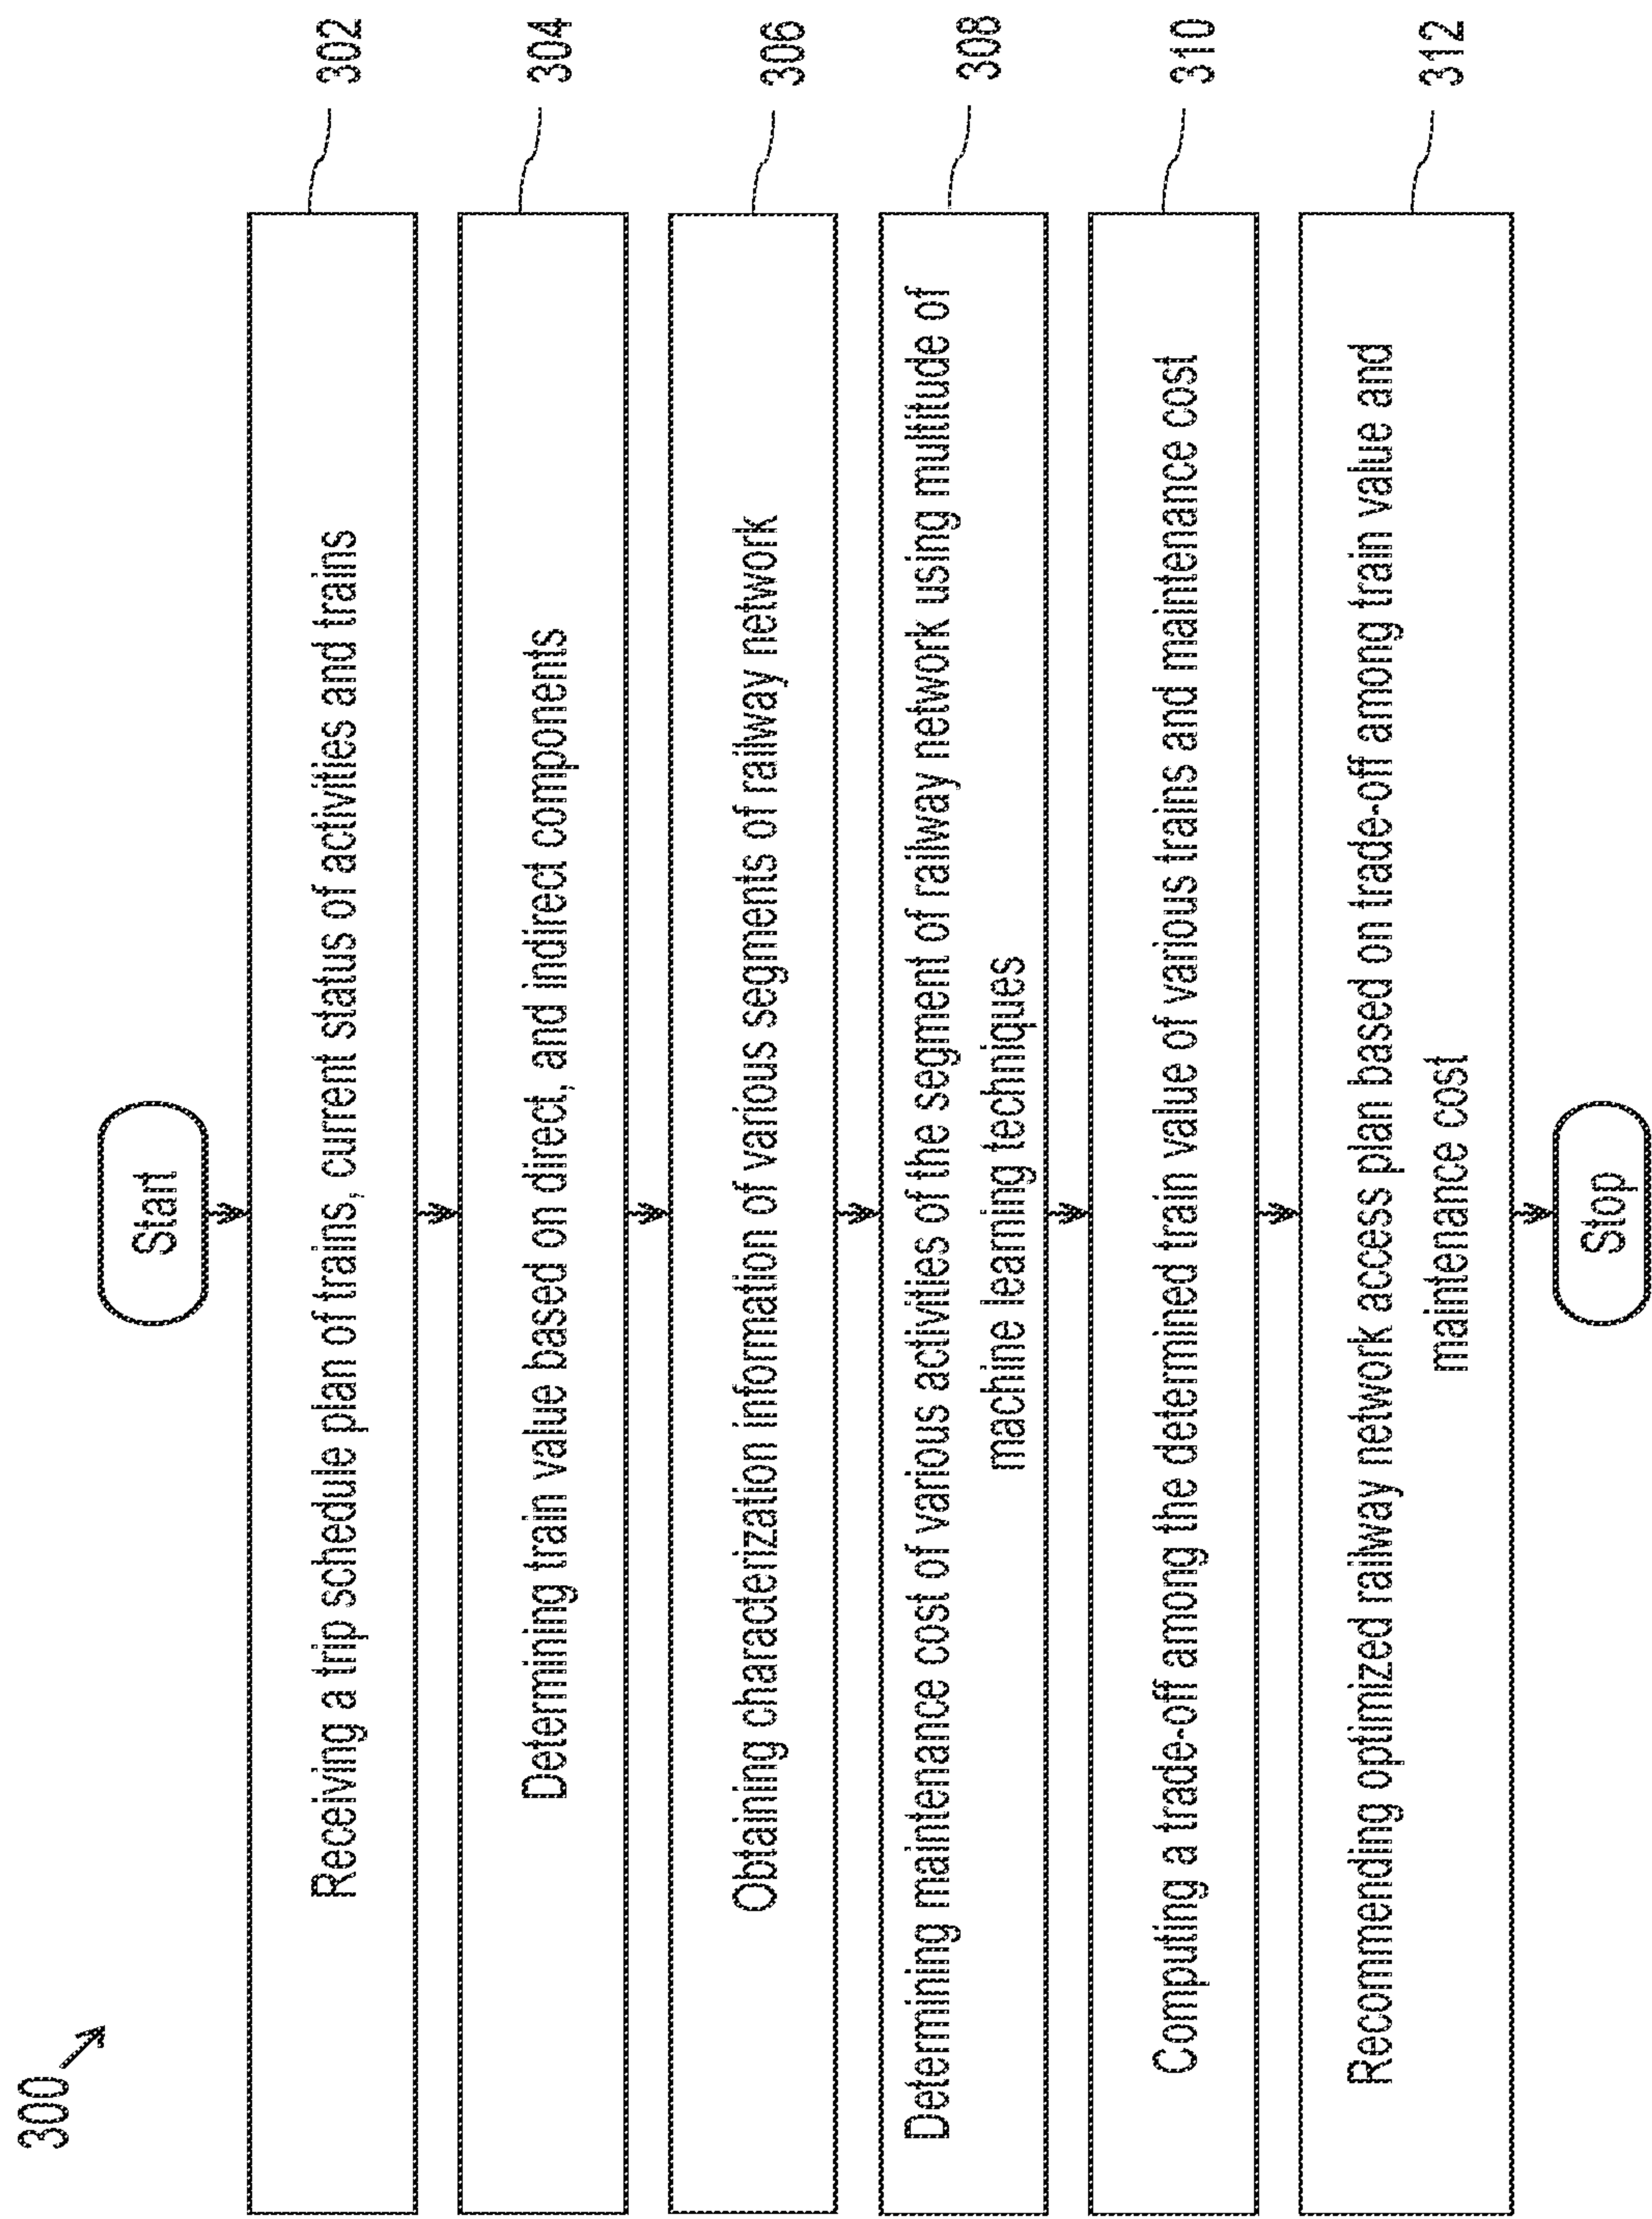 300
Start
Receiving a trip schedule plan of trains, current status of activities and trains
302
Determining train value based on direct, and indirect components
304
Obtaining characterization information of various segments of railway network
306
Determining maintenance cost of various activities of the segment of railway network using multitude of
machine learning techniques
308
Computing a trade-off among the determined train value of various trains and maintenance cost
310
Recommending optimized railway network access plan based on trade-off among train value and
maintenance cost
312
Stop